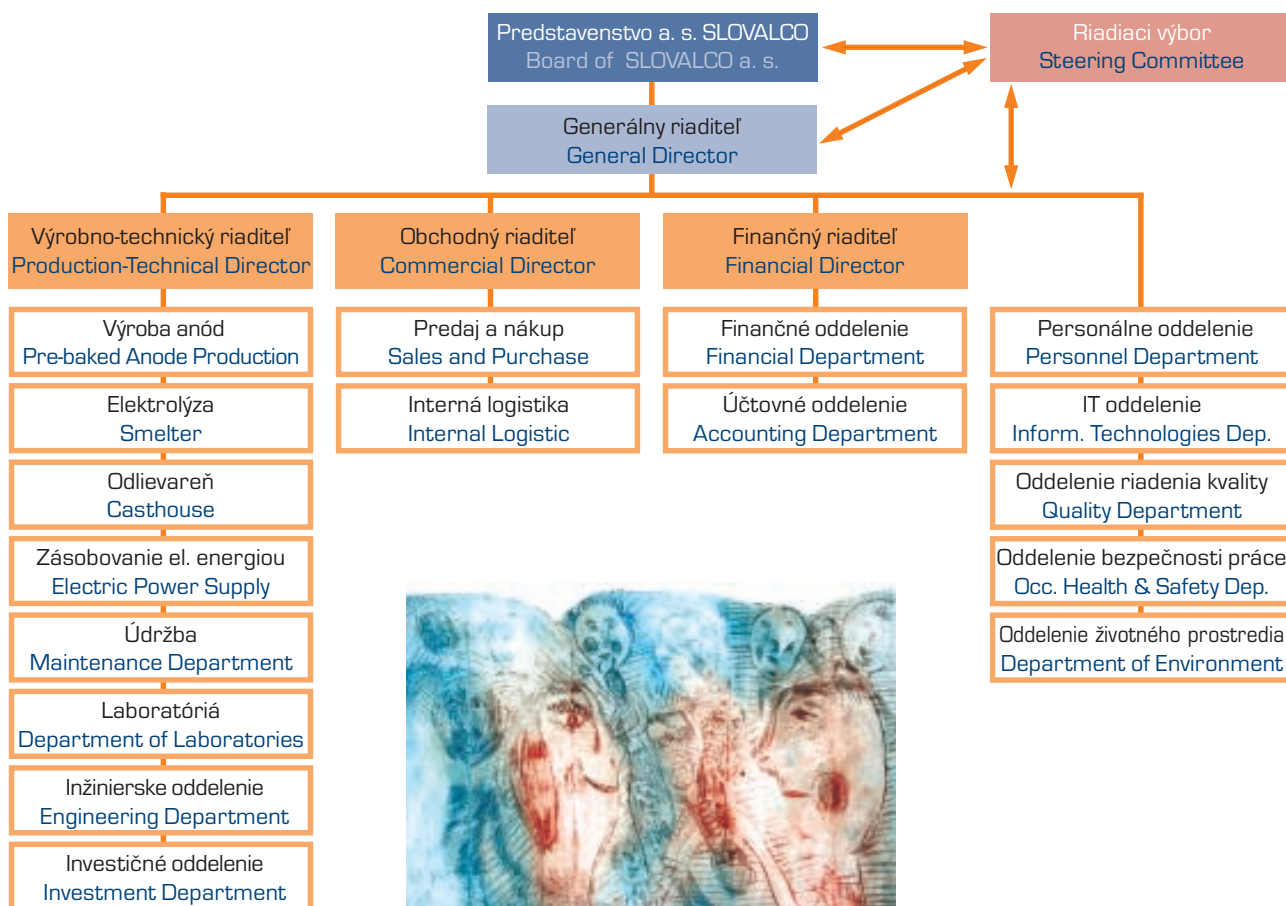 Predstavenstvo a. s. SLOVALCO
Board of SLOVALCO a. s.
Riadiaci výbor
Steering Committee
Generálny riaditeľ
General Director
Výrobno-technický riaditeľ
Production-Technical Director
Obchodný riaditeľ
Commercial Director
Finančný riaditeľ
Financial Director
Výroba anód
Pre-baked Anode Production
Elektrolýza
Smelter
Odlievareň
Casthouse
Zásobovanie el. energiou
Electric Power Supply
Údržba
Maintenance Department
Laboratóriá
Department of Laboratories
Inžinierske oddelenie
Engineering Department
Investičné oddelenie
Investment Department
Predaj a nákup
Sales and Purchase
Interná logistika
Internal Logistic
Finančné oddelenie
Financial Department
Účtovné oddelenie
Accounting Department
Personálne oddelenie
Personnel Department
IT oddelenie
Inform. Technologies Dep.
Oddelenie riadenia kvality
Quality Department
Oddelenie bezpečnosti práce
Occ. Health & Safety Dep.
Oddelenie životného prostredia
Department of Environment